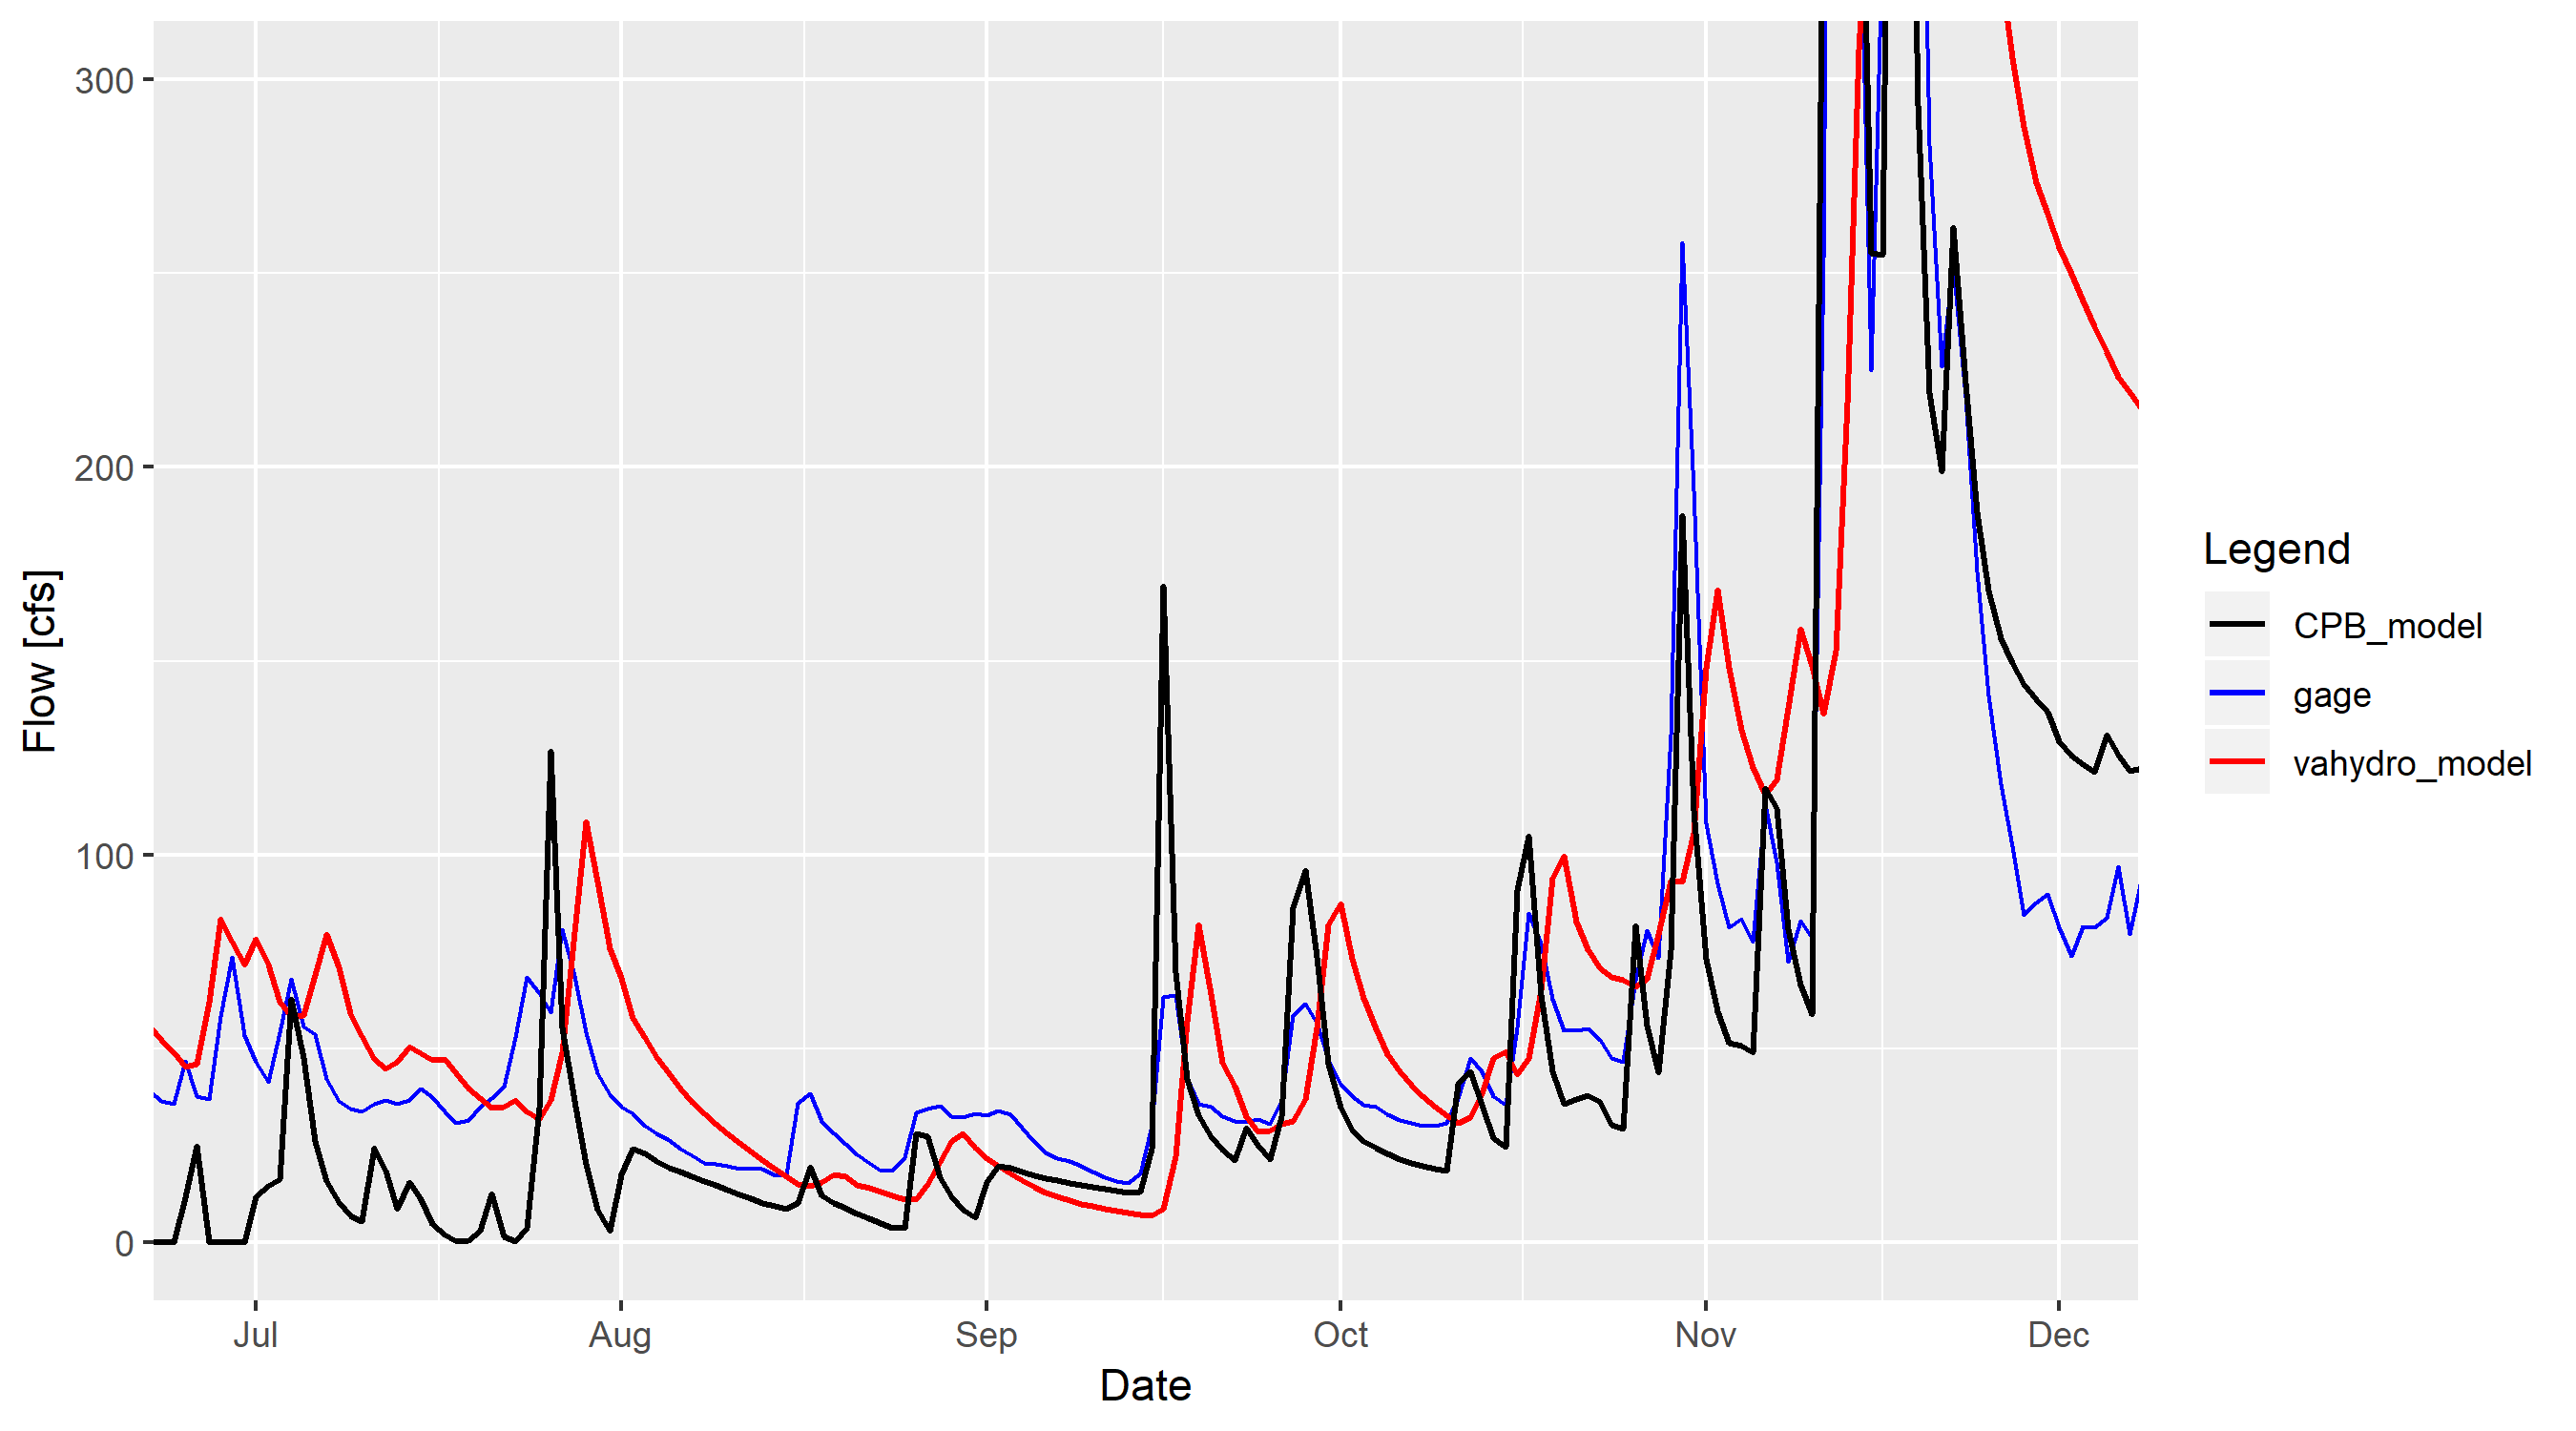 300
200
100
0
Flow [cfs]
Jul Aug Sep Oct Nov Dec
Date
Legend
CPB_model
gage
vahydro_model